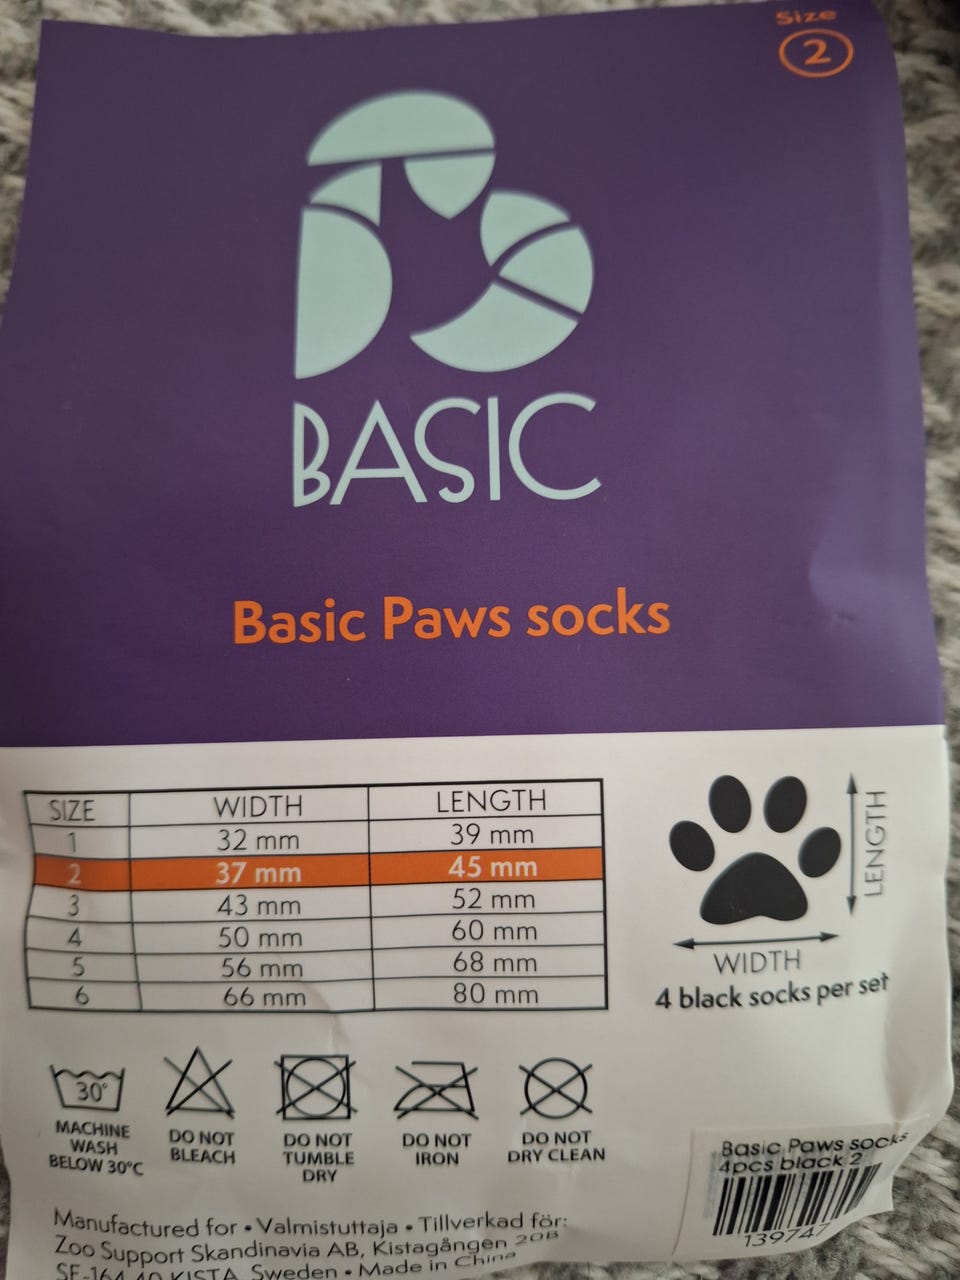 Size
2
BASIC
Basic Paws socks
SIZE WIDTH LENGTH
1 32 mm 39 mm
2 37 mm 45 mm
3 43 mm 52 mm
4 50 mm 60 mm
5 56 mm 68 mm
6 66 mm 80 mm
LENGTH
WIDTH
4 black socks per set
30°
MACHINE
WASH
BELOW 30°C
DO NOT
BLEACH
DO NOT
TUMBLE
DRY
DO NOT
IRON
DO NOT
DRY CLEAN
Basic Paws socks
4pcs black 2
139747
Manufactured for • Valmistuttaja • Tillverkad för:
Zoo Support Skandinavia AB, Kistagången 20B
SE-164 40 KISTA, Sweden • Made in China